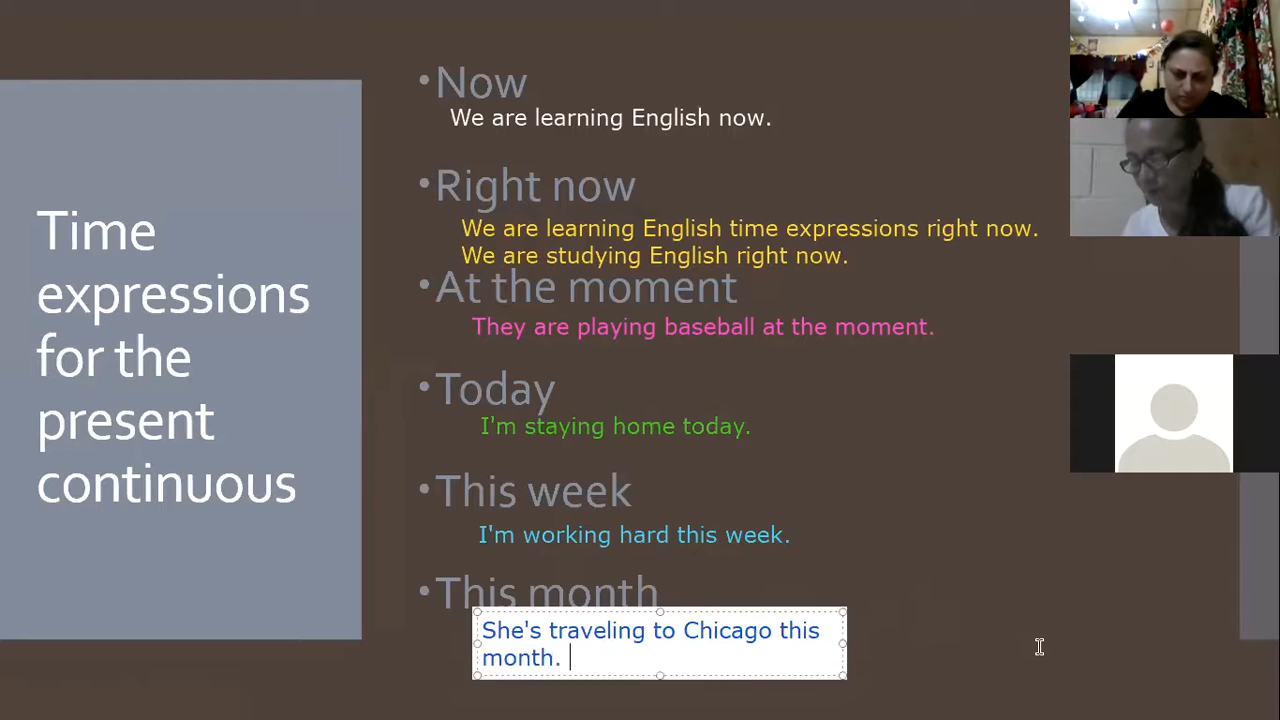 Time
expressions
for the
present
continuous
•Now
We are learning English now.
•Right now
We are learning English time expressions right now.
We are studying English right now.
•At the moment
They are playing baseball at the moment.
•Today
I'm staying home today.
•This week
I'm working hard this week.
•This month
She's traveling to Chicago this
month.